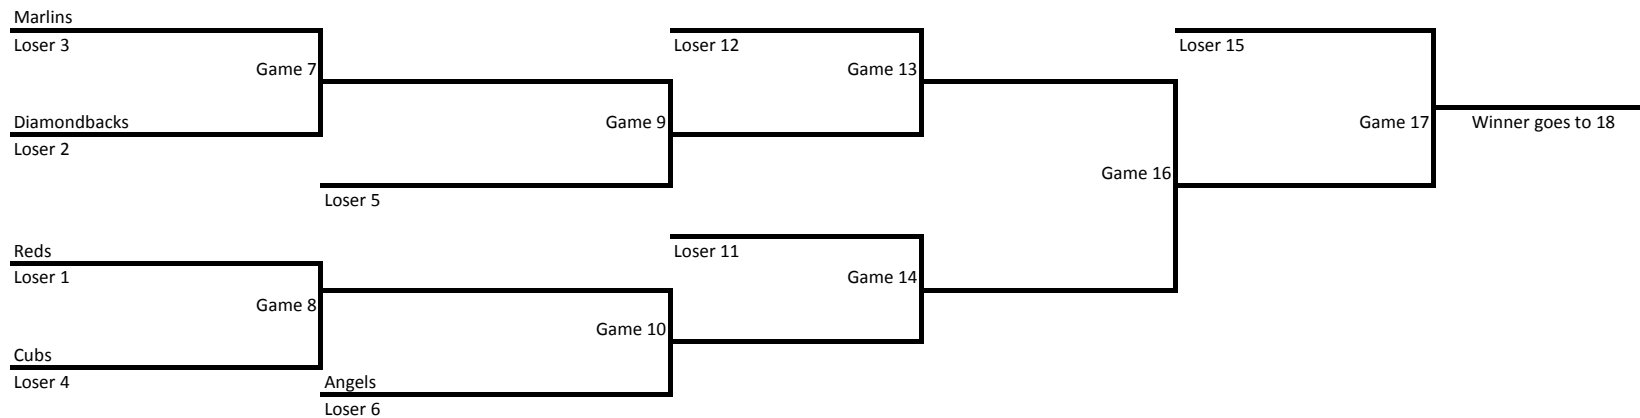 Marlins
Loser 3
Loser 12
Loser 15
Game 7
Game 13
Diamondbacks
Game 9
Game 17
Winner goes to 18
Loser 2
Game 16
Loser 5
Reds
Loser 11
Loser 1
Game 14
Game 8
Game 10
Cubs
Loser 4
Angels
Loser 6